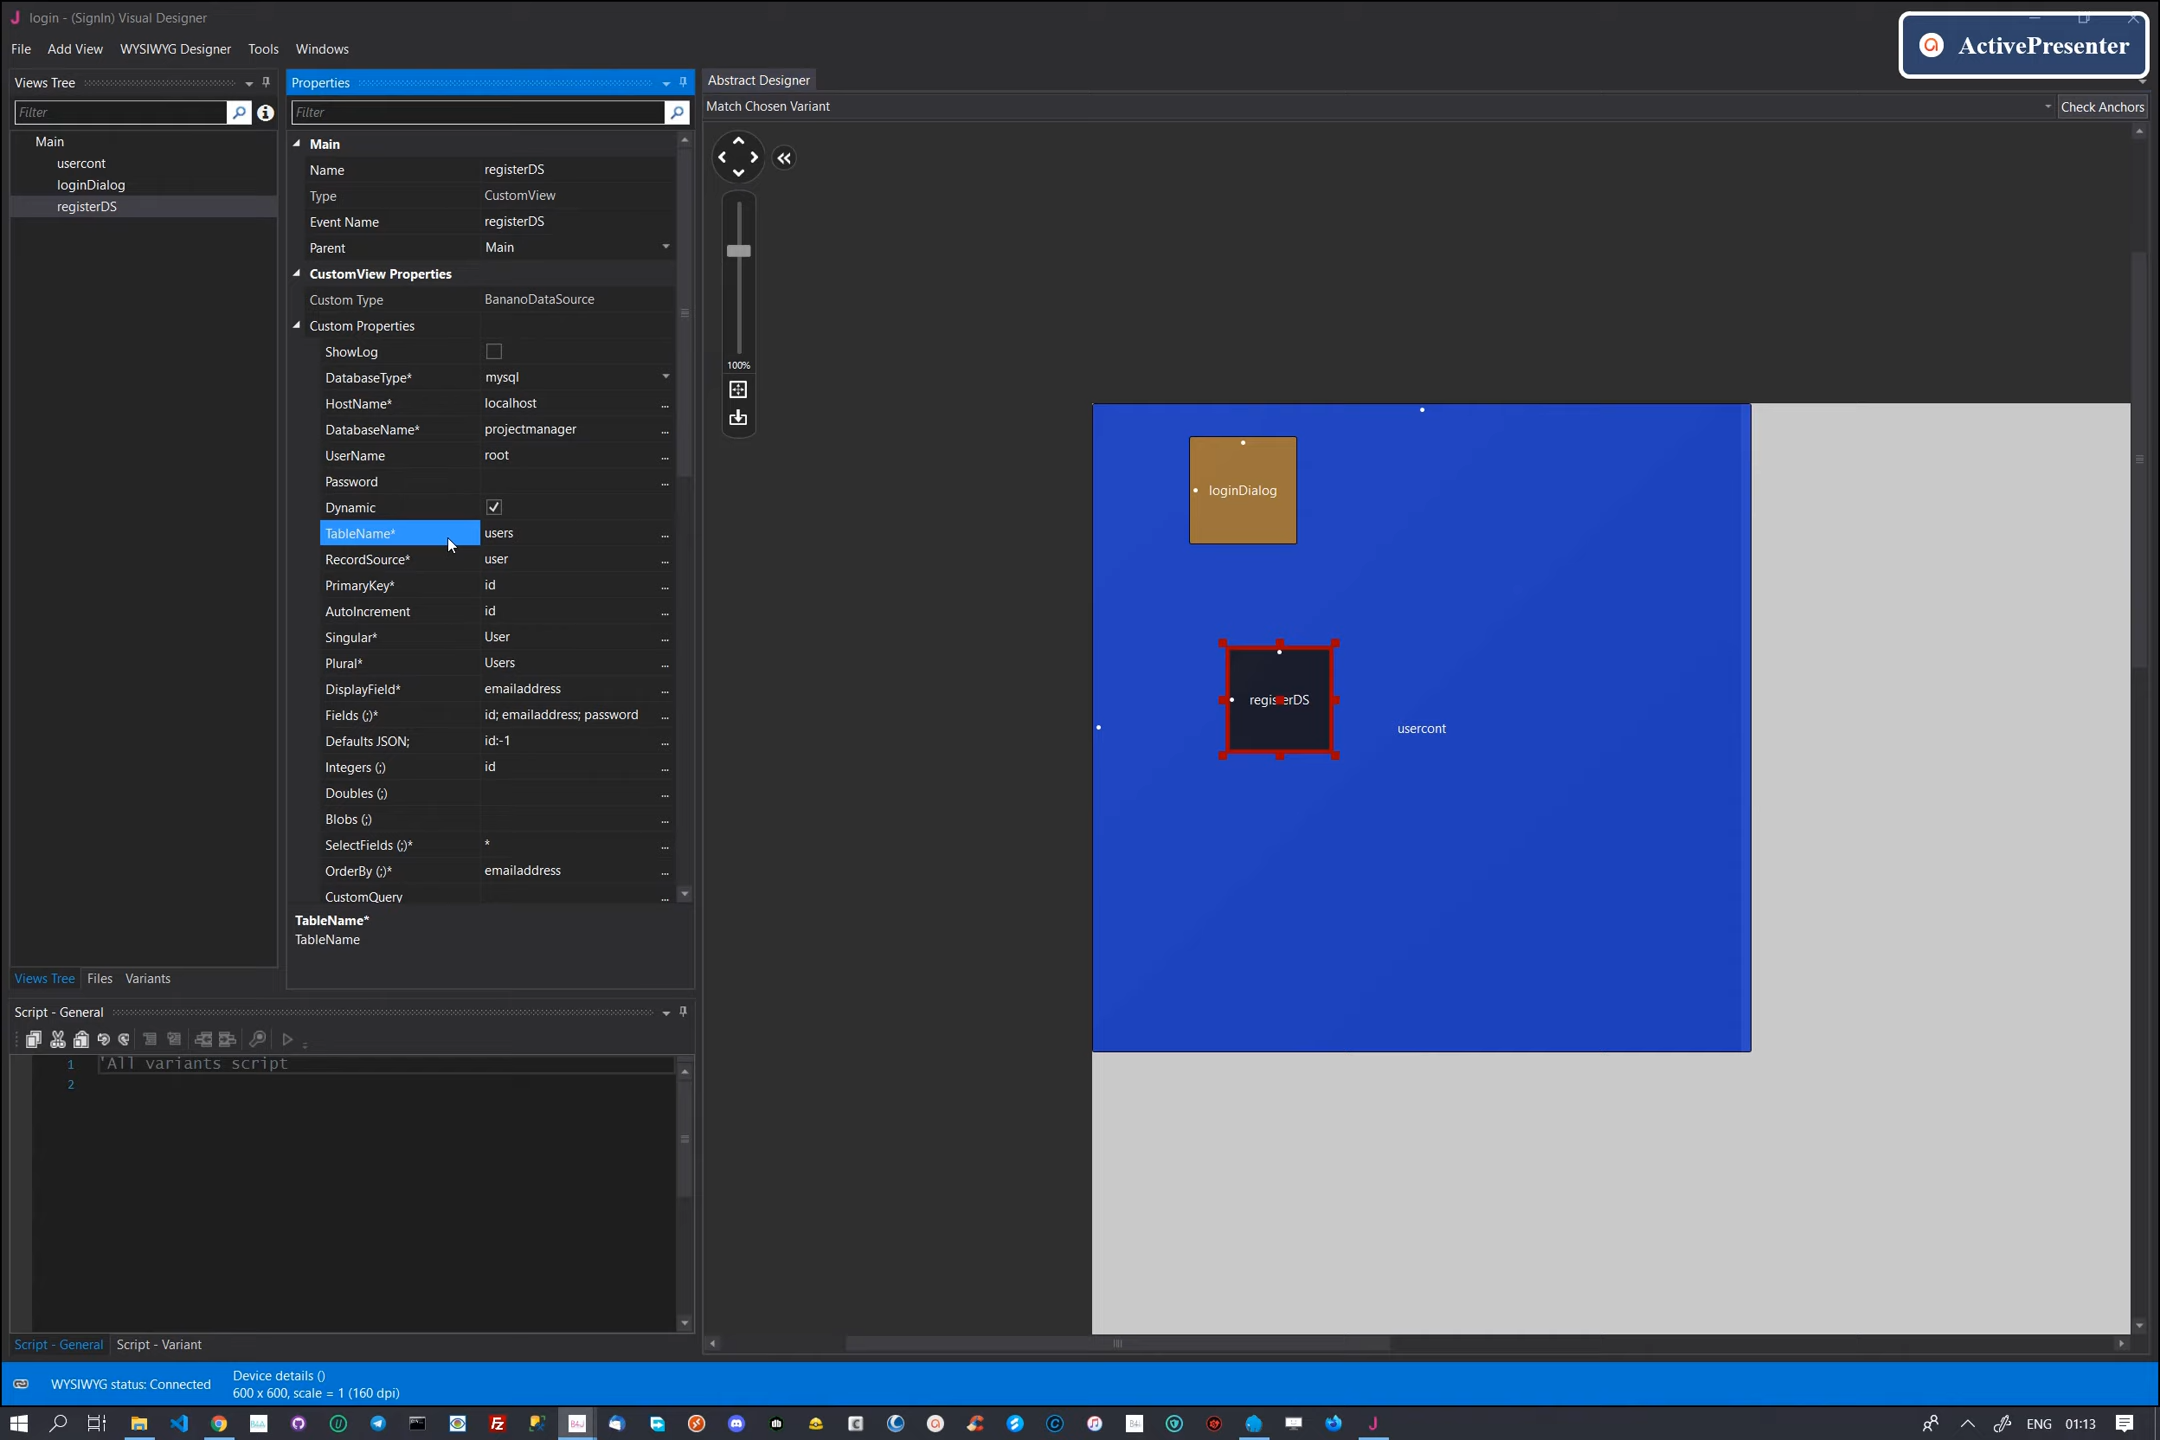 login - (SignIn) Visual Designer
ActivePresenter
File Add View WYSIWYG Designer Tools Windows
Views Tree
Filter
Main
usercont
loginDialog
registerDS
Views Tree Files Variants
Properties
Filter
Main
Name registerDS
Type CustomView
Event Name registerDS
Parent Main
CustomView Properties
Custom Type BananoDataSource
Custom Properties
ShowLog
DatabaseType* mysql
HostName* localhost ...
DatabaseName* projectmanager ...
UserName root ...
Password ...
Dynamic
TableName* users ...
RecordSource* user ...
PrimaryKey* id ...
AutoIncrement id ...
Singular* User ...
Plural* Users ...
DisplayField* emailaddress ...
Fields (;)* id; emailaddress; password ...
Defaults JSON; id:-1 ...
Integers (;) id ...
Doubles (;) ...
Blobs (;) ...
SelectFields (;)* * ...
OrderBy (;)* emailaddress ...
CustomQuery ...
TableName*
TableName
Abstract Designer
Match Chosen Variant
Check Anchors
100%
loginDialog
registerDS
usercont
Script - General
1 'All variants script
2
Script - General Script - Variant
WYSIWYG status: Connected
Device details ()
600 x 600, scale = 1 (160 dpi)
ENG 01:13